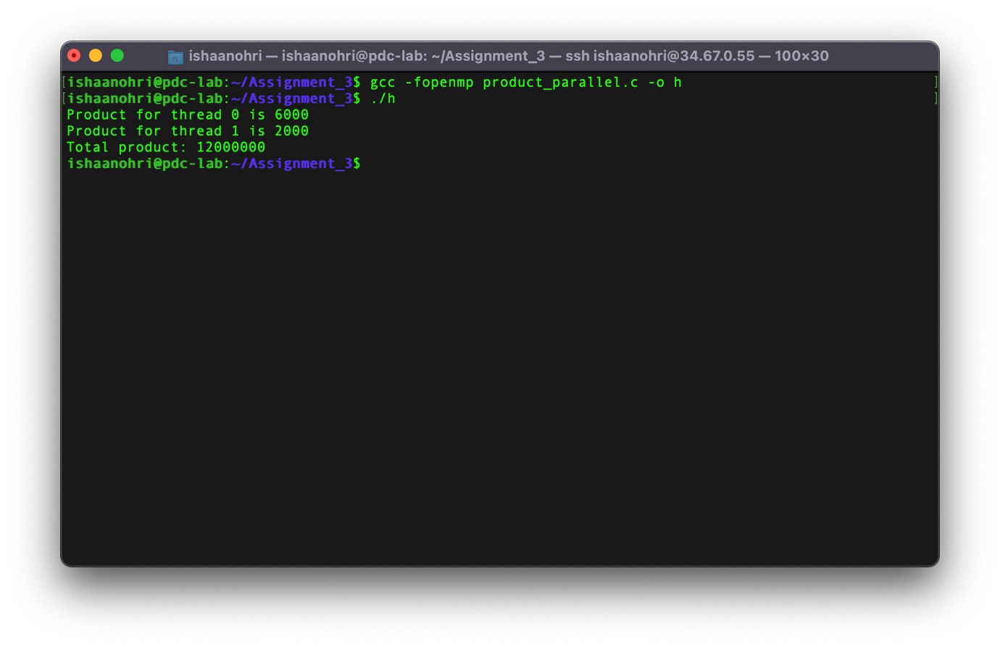 ishaanohri — ishaanohri@pdc-lab: ~/Assignment_3 — ssh ishaanohri@34.67.0.55 — 100×30
[ishaanohri@pdc-lab:~/Assignment_3$ gcc -fopenmp product_parallel.c -o h ]
[ishaanohri@pdc-lab:~/Assignment_3$ ./h ]
Product for thread 0 is 6000
Product for thread 1 is 2000
Total product: 12000000
ishaanohri@pdc-lab:~/Assignment_3$